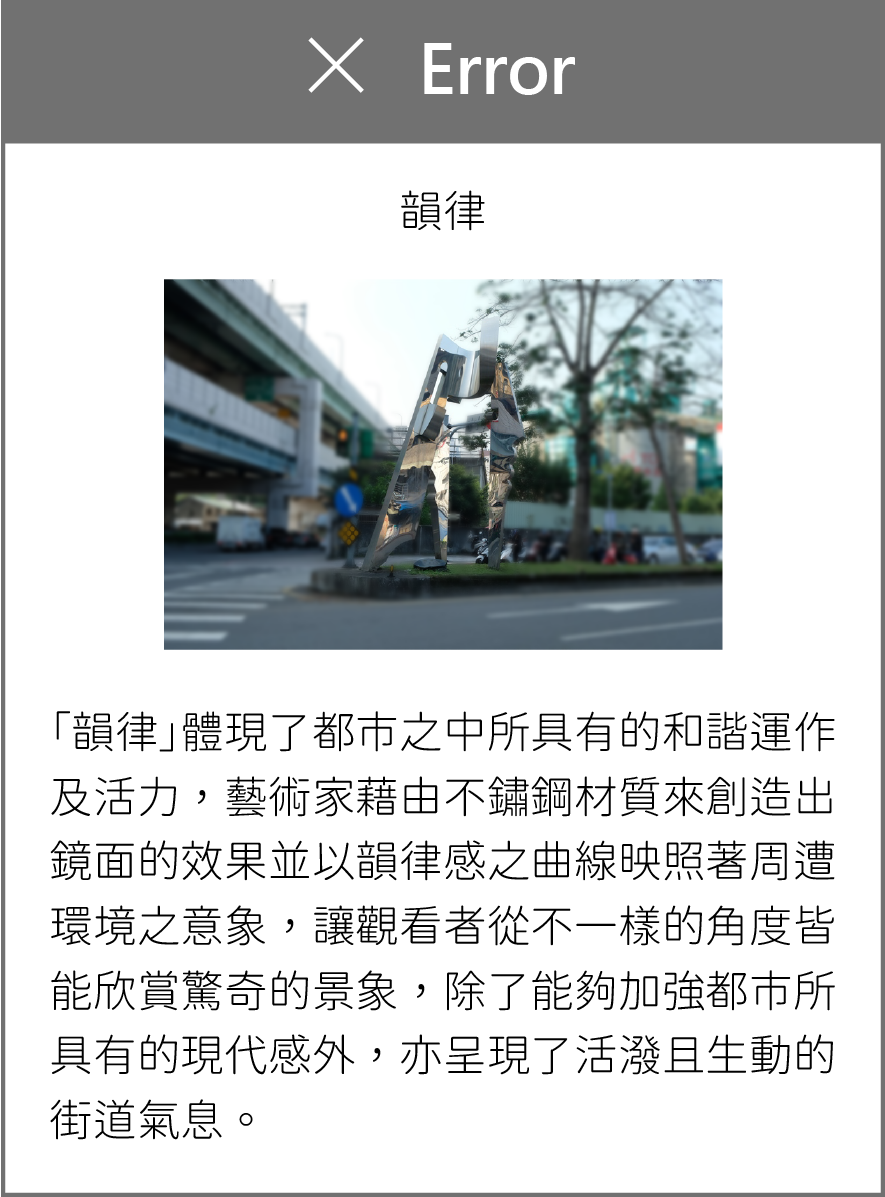 × Error
韻律
「韻律」體現了都市之中所具有的和諧運作
及活力，藝術家藉由不鏽鋼材質來創造出
鏡面的效果並以韻律感之曲線映照著周遭
環境之意象，讓觀看者從不一樣的角度皆
能欣賞驚奇的景象，除了能夠加強都市所
具有的現代感外，亦呈現了活潑且生動的
街道氣息。